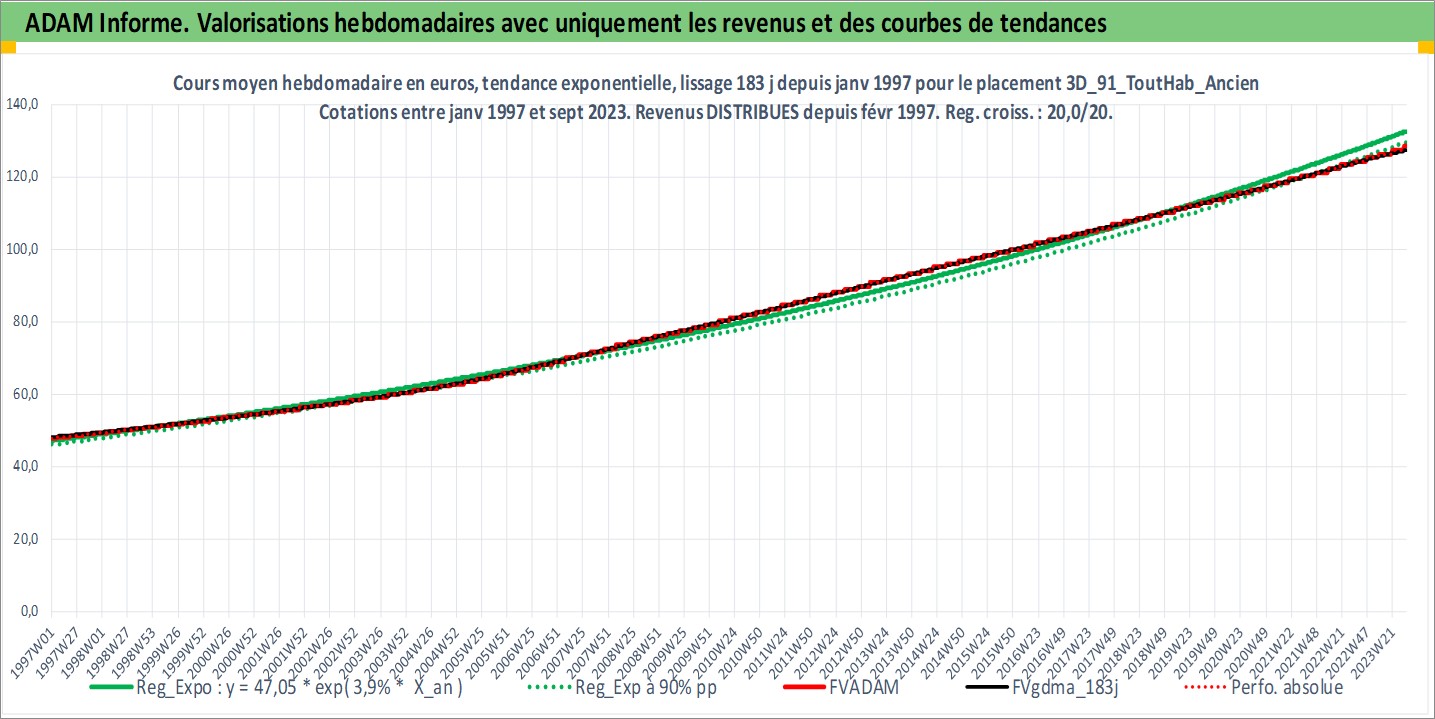 ADAM Informe. Valorisations hebdomadaires avec uniquement les revenus et des courbes de tendances
Cours moyen hebdomadaire en euros, tendance exponentielle, lissage 183 j depuis janv 1997 pour le placement 3D_91_ToutHab_Ancien
Cotations entre janv 1997 et sept 2023. Revenus DISTRIBUES depuis févr 1997. Reg. croiss. : 20,0/20.
140,0
120,0
100,0
80,0
60,0
40,0
20,0
0,0
1997W01
1997W27
1998W01
1998W27
1998W53
1999W26
1999W52
2000W26
2000W52
2001W26
2001W52
2002W26
2002W52
2003W26
2003W52
2004W26
2004W52
2005W25
2005W51
2006W25
2006W51
2007W25
2007W51
2008W25
2008W51
2009W25
2009W51
2010W24
2010W50
2011W24
2011W50
2012W24
2012W50
2013W24
2013W50
2014W24
2014W50
2015W24
2015W50
2016W23
2016W49
2017W23
2017W49
2018W23
2018W49
2019W23
2019W49
2020W23
2020W49
2021W22
2021W48
2022W21
2022W47
2023W21
Reg_Expo : y = 47,05 * exp( 3,9% * X_an )
Reg_Exp à 90% pp
FVADAM
FVgdma_183j
Perfo. absolue